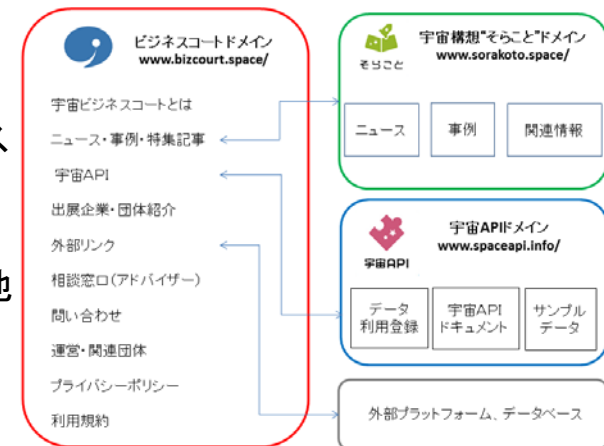 ビジネスコートドメイン
www.bizcourt.space/
宇宙ビジネスコートとは
ニュース・事例・特集記事
宇宙API
出展企業・団体紹介
外部リンク
相談窓口(アドバイザー)
問い合わせ
運営・関連団体
プライバシーポリシー
利用規約
ス
地
そらこと
宇宙構想"そらこと"ドメイン
www.sorakoto.space/
ニュース
事例
関連情報
宇宙API
宇宙APIドメイン
www.spaceapi.info/
データ
利用登録
宇宙API
ドキュメント
サンプル
データ
外部プラットフォーム、データベース